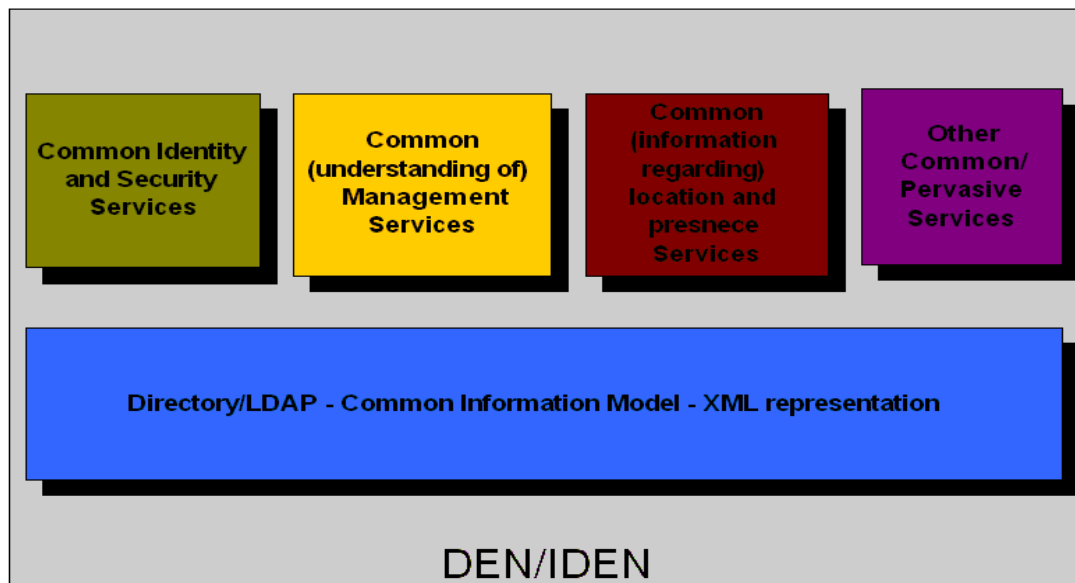 Common Identity
and Security
Services
Common
(understanding of)
Management
Services
Common
(information
regarding)
location and
presnece
Services
Other
Common/
Pervasive
Services
Directory/LDAP - Common Information Model - XML representation
DEN/IDEN